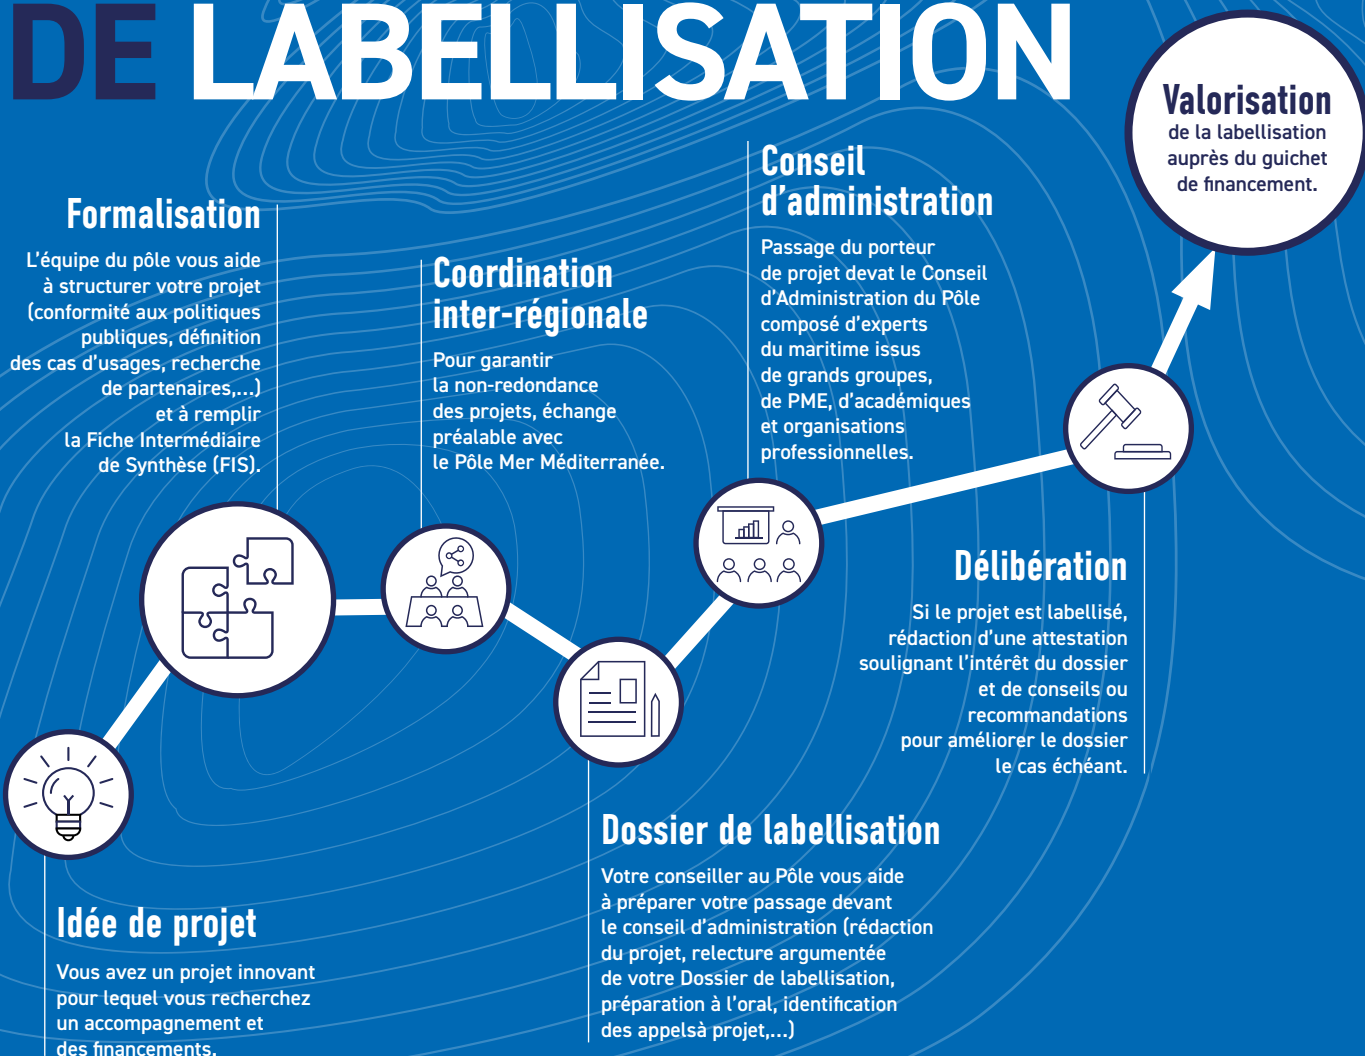 DE LABELLISATION
Valorisation
de la labellisation
auprès du guichet
de financement.
Conseil
d'administration
Passage du porteur
de projet devat le Conseil
d'Administration du Pôle
composé d'experts
du maritime issus
de grands groupes,
de PME, d'académiques
et organisations
professionnelles.
Formalisation
L'équipe du pôle vous aide
à structurer votre projet
(conformité aux politiques
publiques, définition
des cas d'usages, recherche
de partenaires,...)
et à remplir
la Fiche Intermédiaire
de Synthèse (FIS).
Coordination
inter-régionale
Pour garantir
la non-redondance
des projets, échange
préalable avec
le Pôle Mer Méditerranée.
Délibération
Si le projet est labellisé,
rédaction d'une attestation
soulignant l'intérêt du dossier
et de conseils ou
recommandations
pour améliorer le dossier
le cas échéant.
Dossier de labellisation
Votre conseiller au Pôle vous aide
à préparer votre passage devant
le conseil d'administration (rédaction
du projet, relecture argumentée
de votre Dossier de labellisation,
préparation à l'oral, identification
des appelsà projet,...)
Idée de projet
Vous avez un projet innovant
pour lequel vous recherchez
un accompagnement et
des financements.